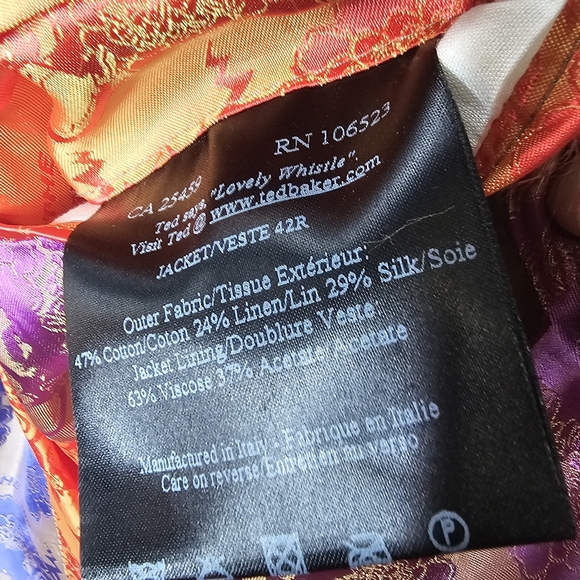 RN 106523
CA 25459
Ted says, "Lovely Whistle".
Visit Ted @ www.tedbaker.com
JACKET/VESTE 42R
Outer Fabric/Tissue Extérieur:
47% Cotton/Coton 24% Linen/Lin 29% Silk/Soie
Jacket Lining/Doublure Veste
63% Viscose 37% Acetate/Acetate
Manufactured in Italy - Fabrique en Italie
Care on reverse Entretien au verso
P